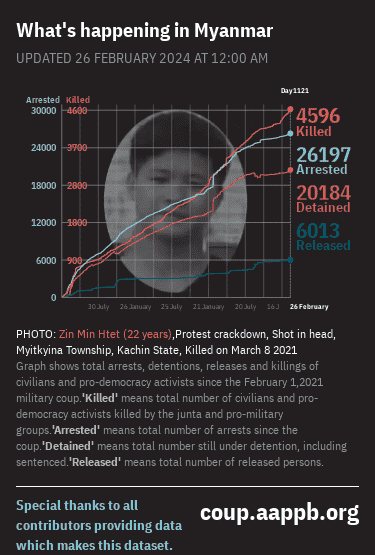 What's happening in Myanmar
UPDATED 26 FEBRUARY 2024 AT 12:00 AM
Day1121
Arrested Killed
30000 4600
4596
Killed
24000 3700
26197
Arrested
18000 2800
20184
Detained
12000 1800
6013
Released
6000 900
0
30 July 26 January 25 July 21 January 20 July 16 J 26 February
PHOTO: Zin Min Htet (22 years),Protest crackdown, Shot in head,
Myitkyina Township, Kachin State, Killed on March 8 2021
Graph shows total arrests, detentions, releases and killings of
civilians and pro-democracy activists since the February 1,2021
military coup.'Killed' means total number of civilians and pro-
democracy activists killed by the junta and pro-military
groups.'Arrested' means total number of arrests since the
coup.'Detained' means total number still under detention, including
sentenced.'Released' means total number of released persons.
Special thanks to all
contributors providing data
which makes this dataset.
coup.aappb.org